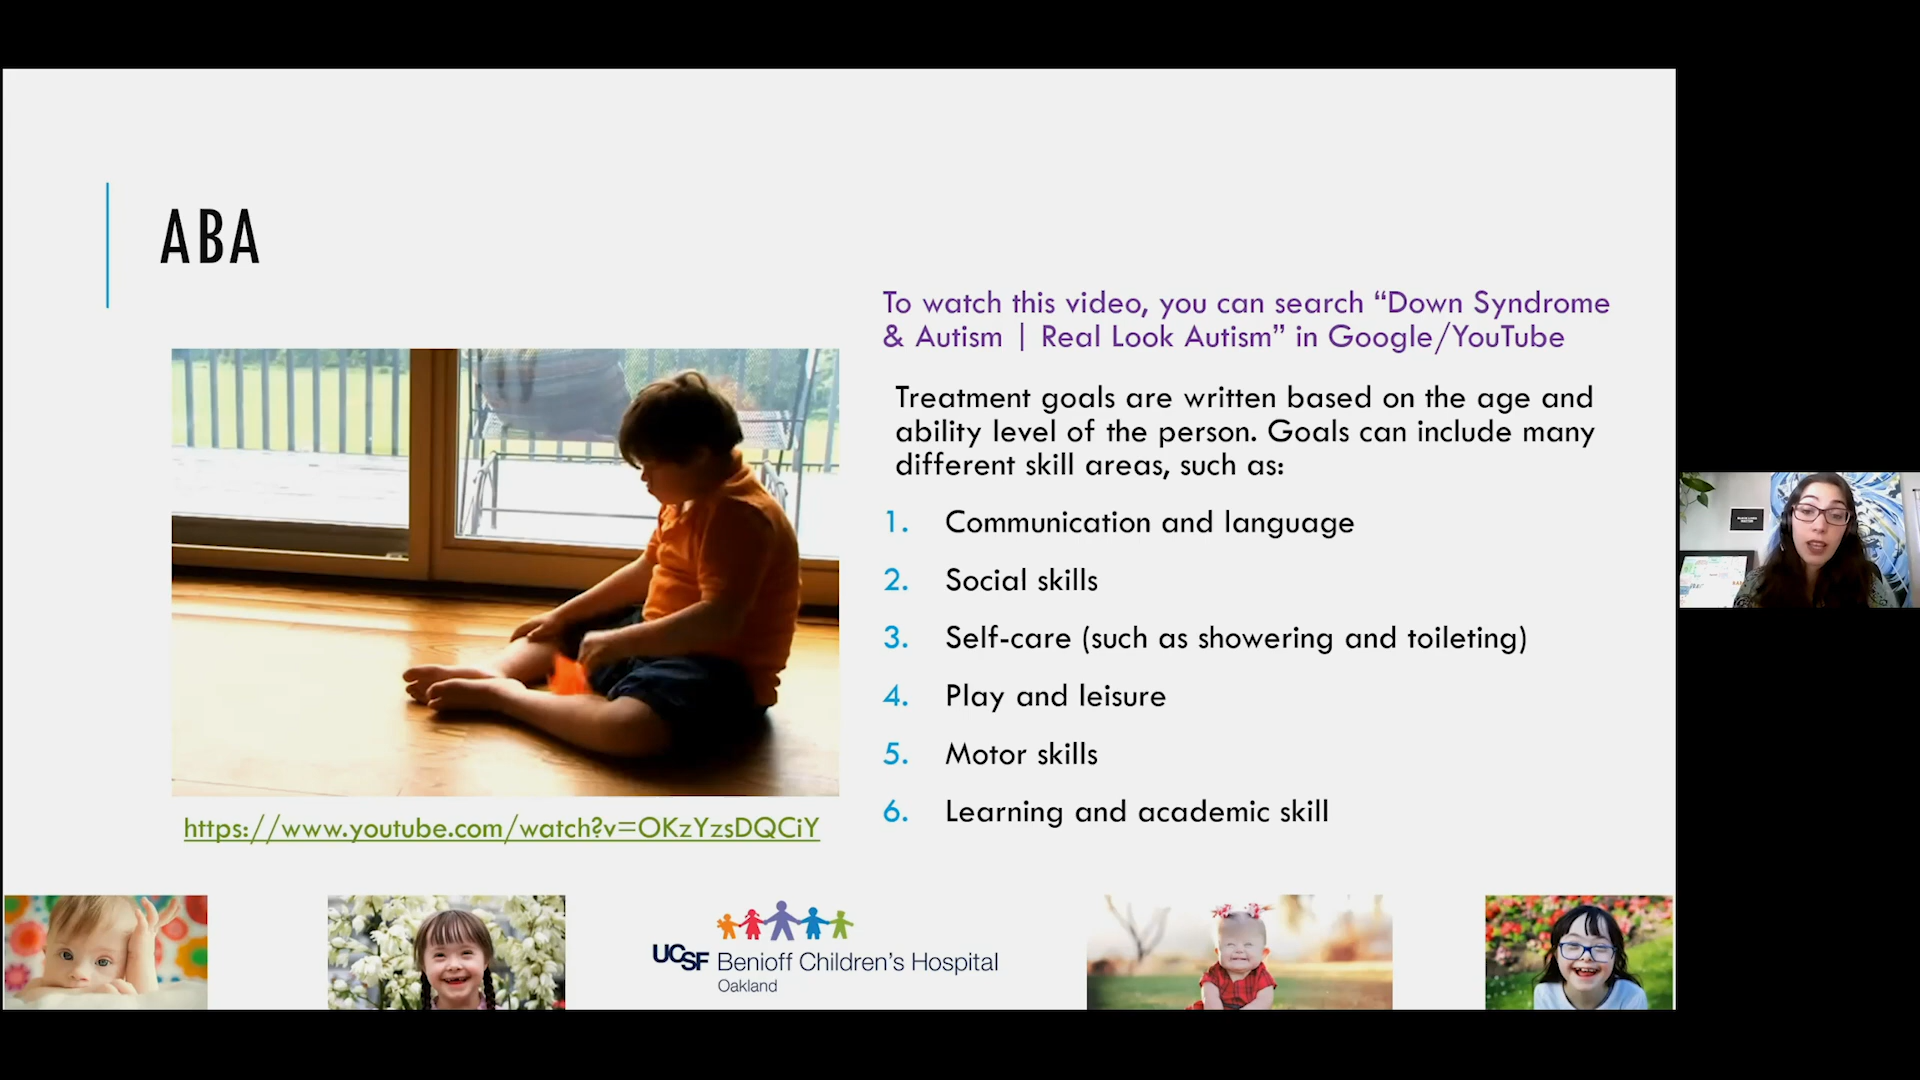 ABA
To watch this video, you can search “Down Syndrome
& Autism | Real Look Autism” in Google/YouTube
Treatment goals are written based on the age and
ability level of the person. Goals can include many
different skill areas, such as:
1. Communication and language
2. Social skills
3. Self-care (such as showering and toileting)
4. Play and leisure
5. Motor skills
6. Learning and academic skill
https://www.youtube.com/watch?v=OKzYzsDQCiY
UCSF Benioff Children's Hospital
Oakland